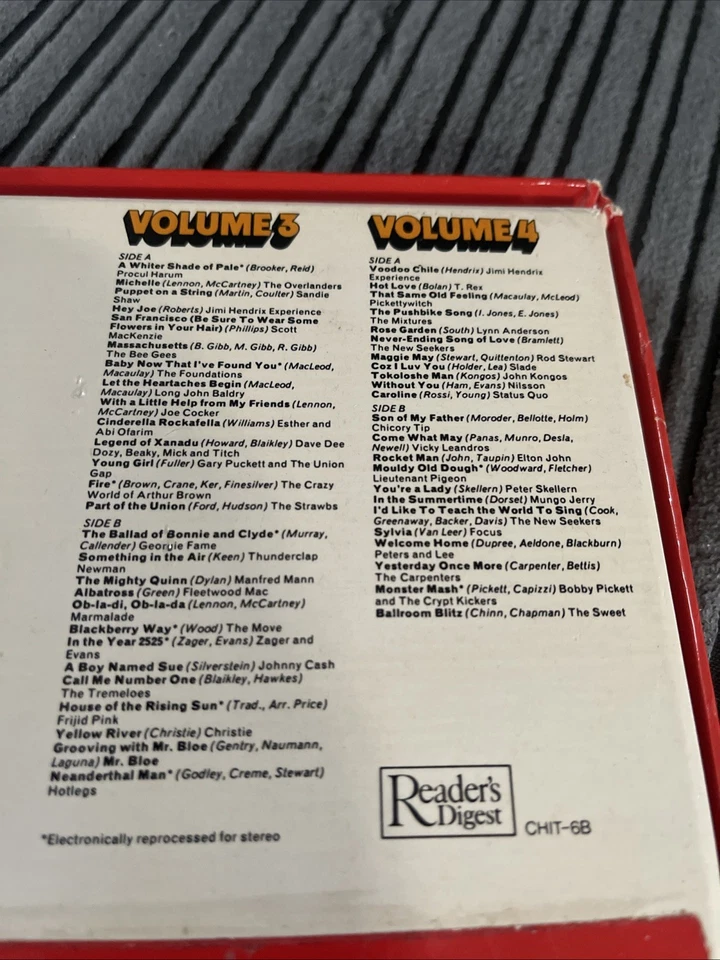 VOLUME 3
SIDE A
A Whiter Shade of Pale* (Brooker, Reid)
Procul Harum
Michelle (Lennon, McCartney) The Overlanders
Puppet on a String (Martin, Coulter) Sandie
Shaw
Hey Joe (Roberts) Jimi Hendrix Experience
San Francisco (Be Sure To Wear Some
Flowers in Your Hair) (Phillips) Scott
MacKenzie
Massachusetts (B. Gibb, M. Gibb, R. Gibb)
The Bee Gees
Baby Now That I've Found You* (MacLeod,
Macaulay) The Foundations
Let the Heartaches Begin (MacLeod,
Macaulay) Long John Baldry
With a Little Help from My Friends (Lennon,
McCartney) Joe Cocker
Cinderella Rockafella (Williams) Esther and
Abi Ofarim
Legend of Xanadu (Howard, Blaikley) Dave Dee
Dozy, Beaky, Mick and Titch
Young Girl (Fuller) Gary Puckett and The Union
Gap
Fire* (Brown, Crane, Ker, Finesilver) The Crazy
World of Arthur Brown
Part of the Union (Ford, Hudson) The Strawbs
SIDE B
The Ballad of Bonnie and Clyde* (Murray,
Callender) Georgie Fame
Something in the Air (Keen) Thunderclap
Newman
The Mighty Quinn (Dylan) Manfred Mann
Albatross (Green) Fleetwood Mac
Ob-la-di, Ob-la-da (Lennon, McCartney)
Marmalade
Blackberry Way* (Wood) The Move
In the Year 2525* (Zager, Evans) Zager and
Evans
A Boy Named Sue (Silverstein) Johnny Cash
Call Me Number One (Blaikley, Hawkes)
The Tremeloes
House of the Rising Sun* (Trad., Arr. Price)
Frijid Pink
Yellow River (Christie) Christie
Grooving with Mr. Bloe (Gentry, Naumann,
Laguna) Mr. Bloe
Neanderthal Man* (Godley, Creme, Stewart)
Hotlegs
*Electronically reprocessed for stereo
VOLUME 4
SIDE A
Voodoo Chile (Hendrix) Jimi Hendrix
Experience
Hot Love (Bolan) T. Rex
That Same Old Feeling (Macaulay, McLeod)
Pickettywitch
The Pushbike Song (I. Jones, E. Jones)
The Mixtures
Rose Garden (South) Lynn Anderson
Never-Ending Song of Love (Bramlett)
The New Seekers
Maggie May (Stewart, Quittenton) Rod Stewart
Coz I Luv You (Holder, Lea) Slade
Tokoloshe Man (Kongos) John Kongos
Without You (Ham, Evans) Nilsson
Caroline (Rossi, Young) Status Quo
SIDE B
Son of My Father (Moroder, Bellotte, Holm)
Chicory Tip
Come What May (Panas, Munro, Desla,
Newell) Vicky Leandros
Rocket Man (John, Taupin) Elton John
Mouldy Old Dough* (Woodward, Fletcher)
Lieutenant Pigeon
You're a Lady (Skellern) Peter Skellern
In the Summertime (Dorset) Mungo Jerry
I'd Like To Teach the World To Sing (Cook,
Greenaway, Backer, Davis) The New Seekers
Sylvia (Van Leer) Focus
Welcome Home (Dupree, Aeldone, Blackburn)
Peters and Lee
Yesterday Once More (Carpenter, Bettis)
The Carpenters
Monster Mash* (Pickett, Capizzi) Bobby Pickett
and The Crypt Kickers
Ballroom Blitz (Chinn, Chapman) The Sweet
Reader's
Digest
CHIT-6B